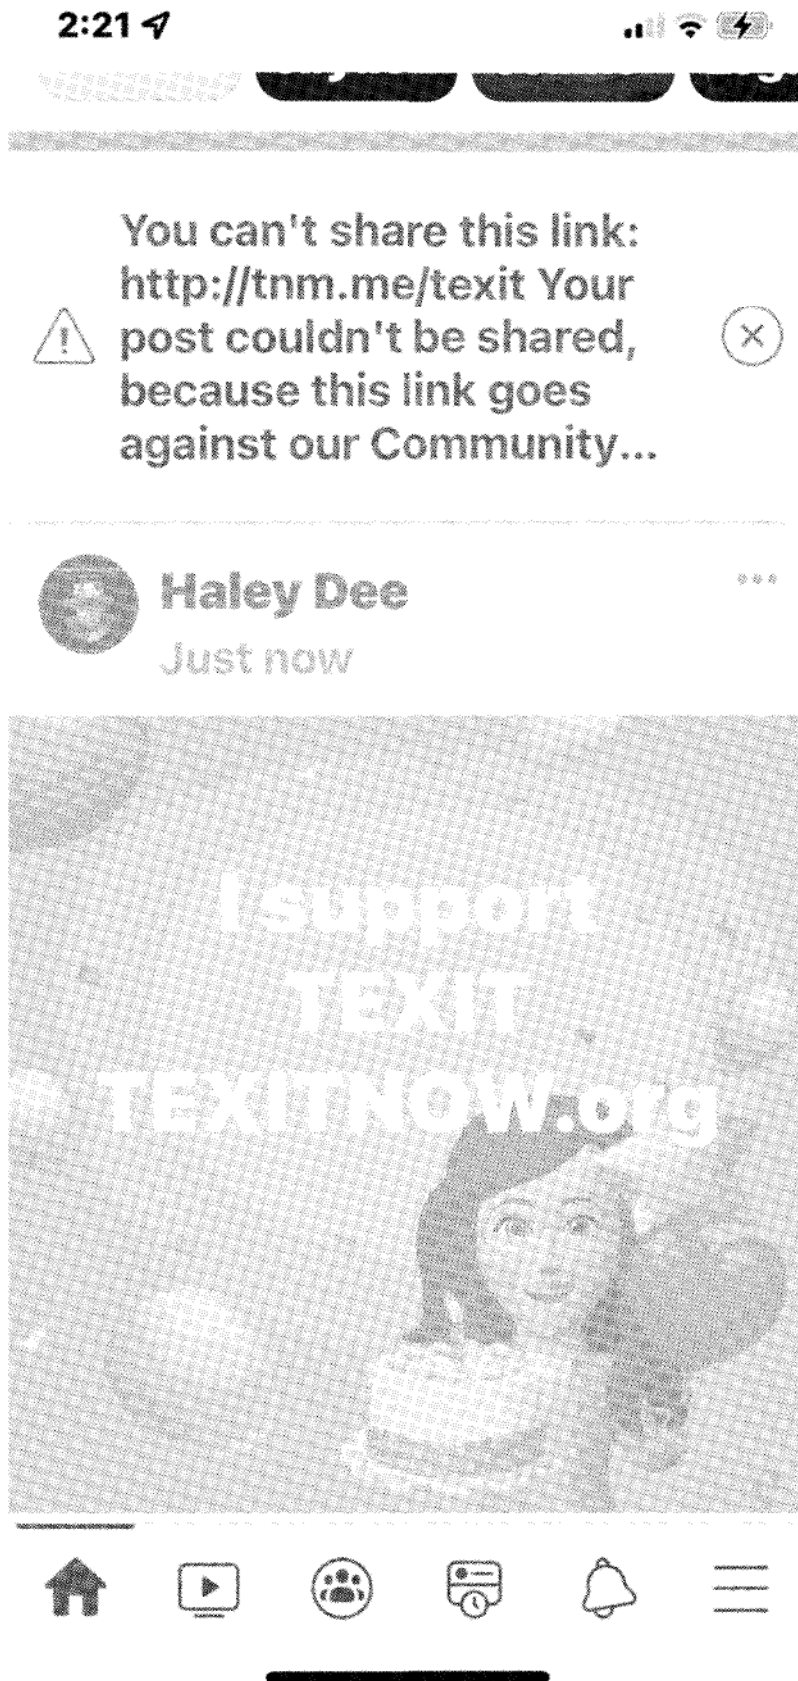 2:21
You can't share this link:
http://tnm.me/texit Your
post couldn't be shared,
because this link goes
against our Community...
Haley Dee
Just now
I support
TEXIT
TEXITNOW.org